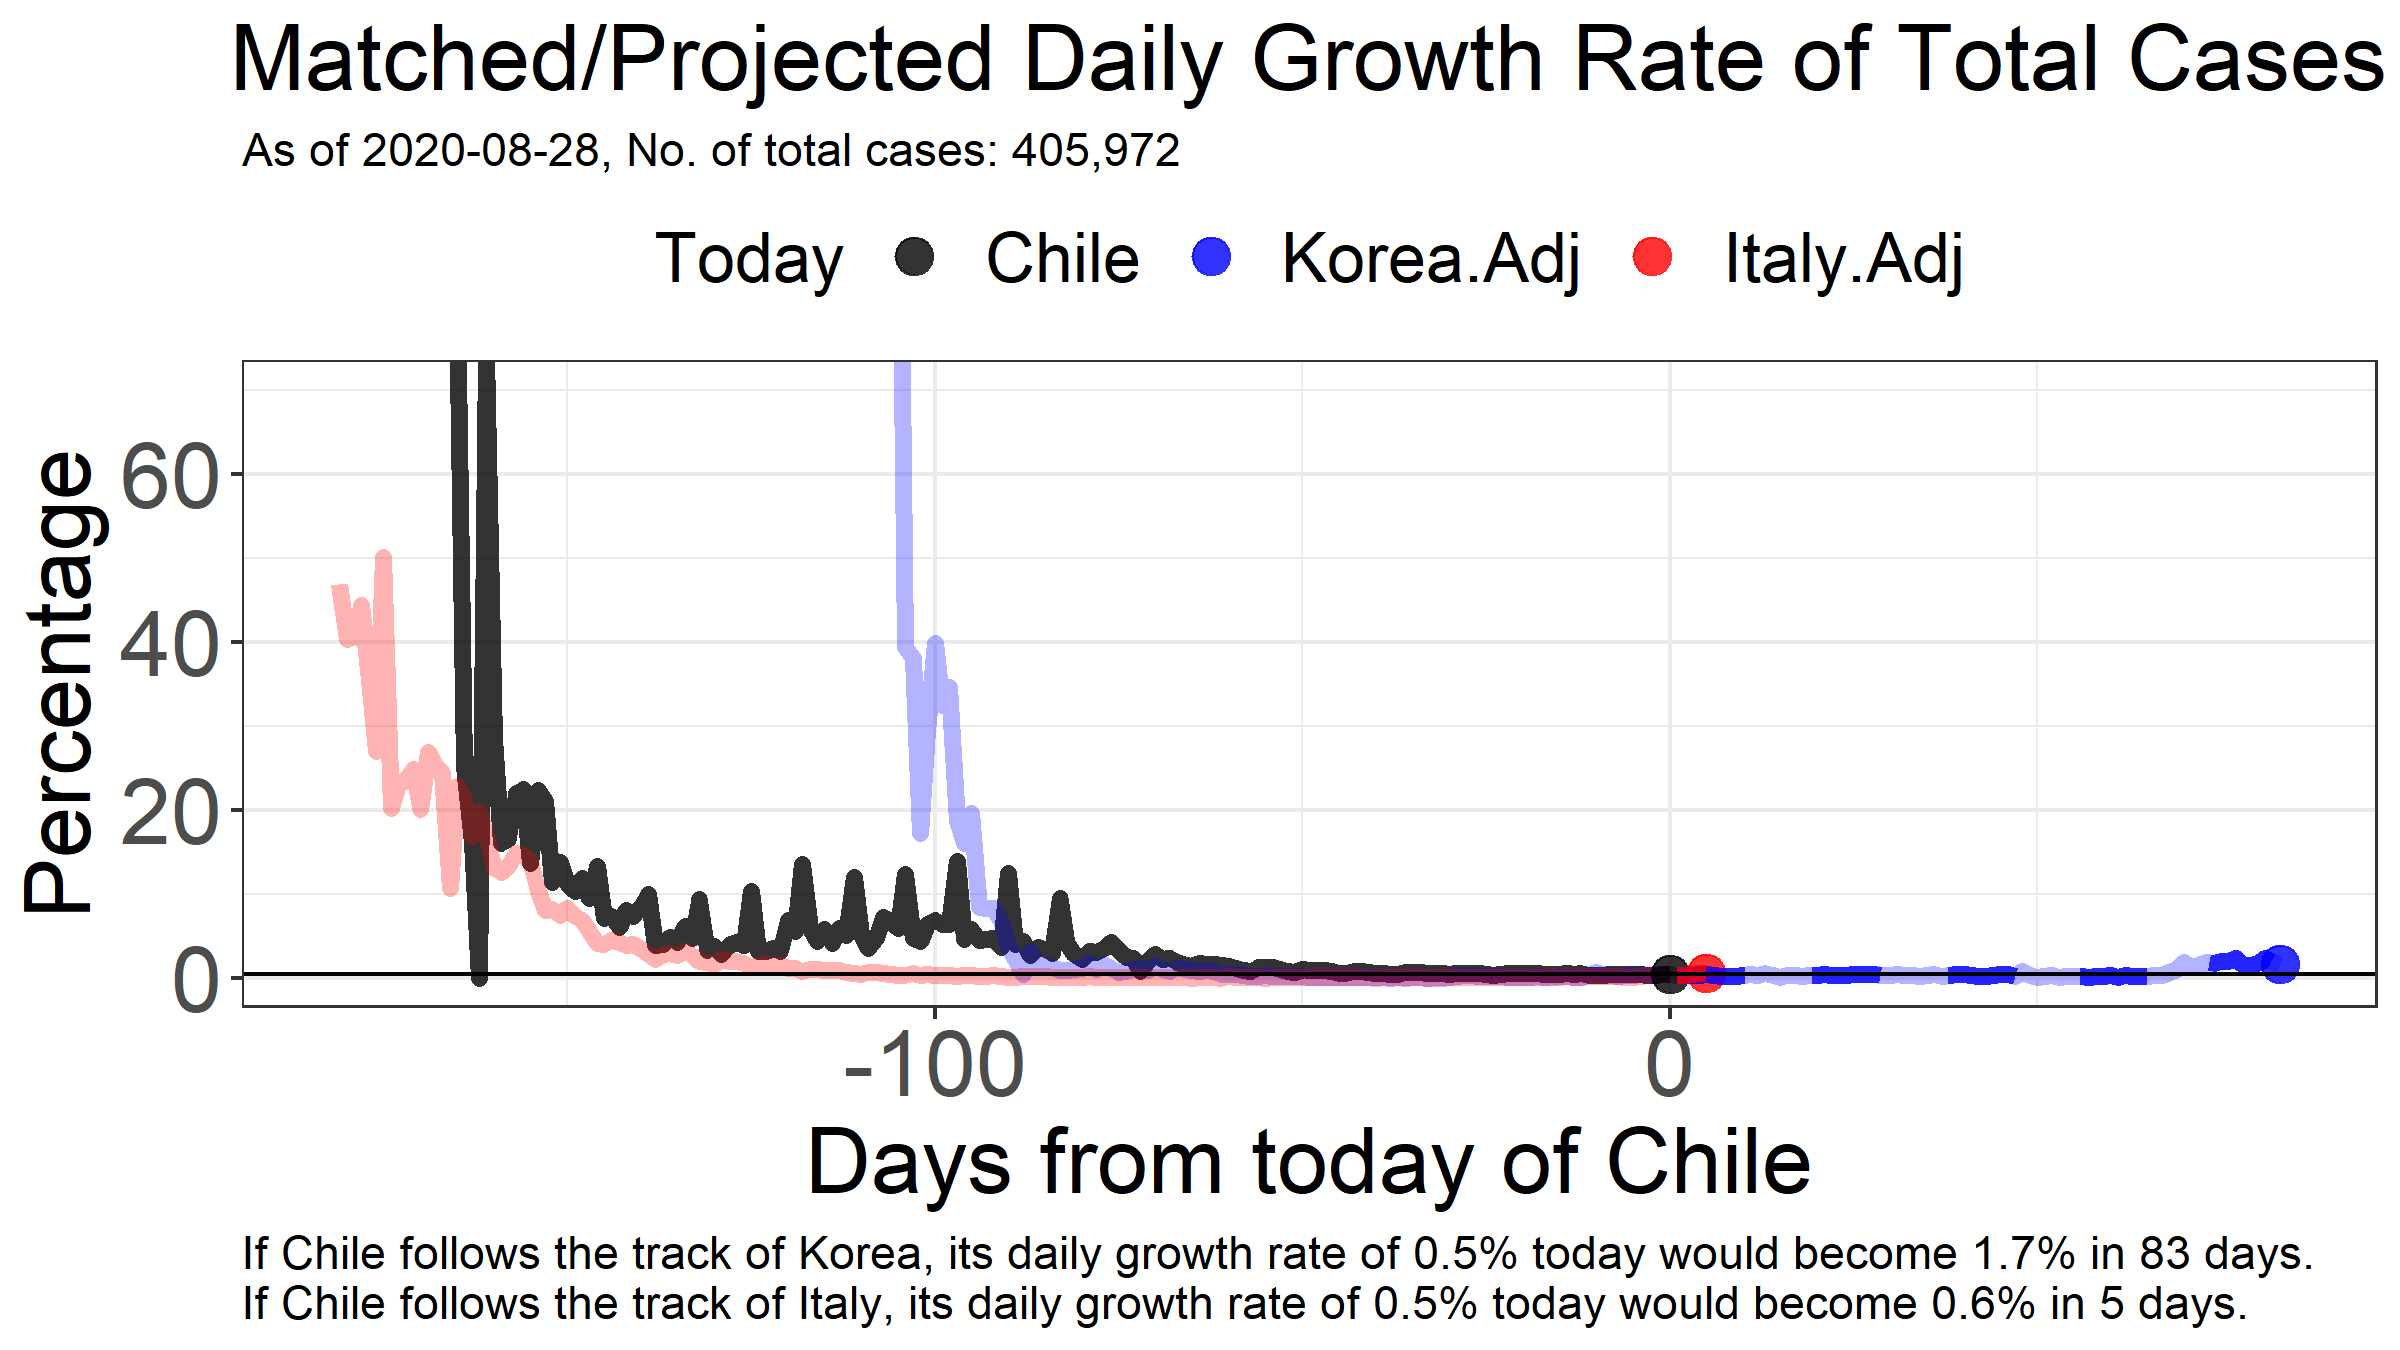 Matched/Projected Daily Growth Rate of Total Cases
As of 2020-08-28, No. of total cases: 405,972
Today Chile Korea.Adj Italy.Adj
Percentage
60
40
20
0
-100 0
Days from today of Chile
If Chile follows the track of Korea, its daily growth rate of 0.5% today would become 1.7% in 83 days.
If Chile follows the track of Italy, its daily growth rate of 0.5% today would become 0.6% in 5 days.